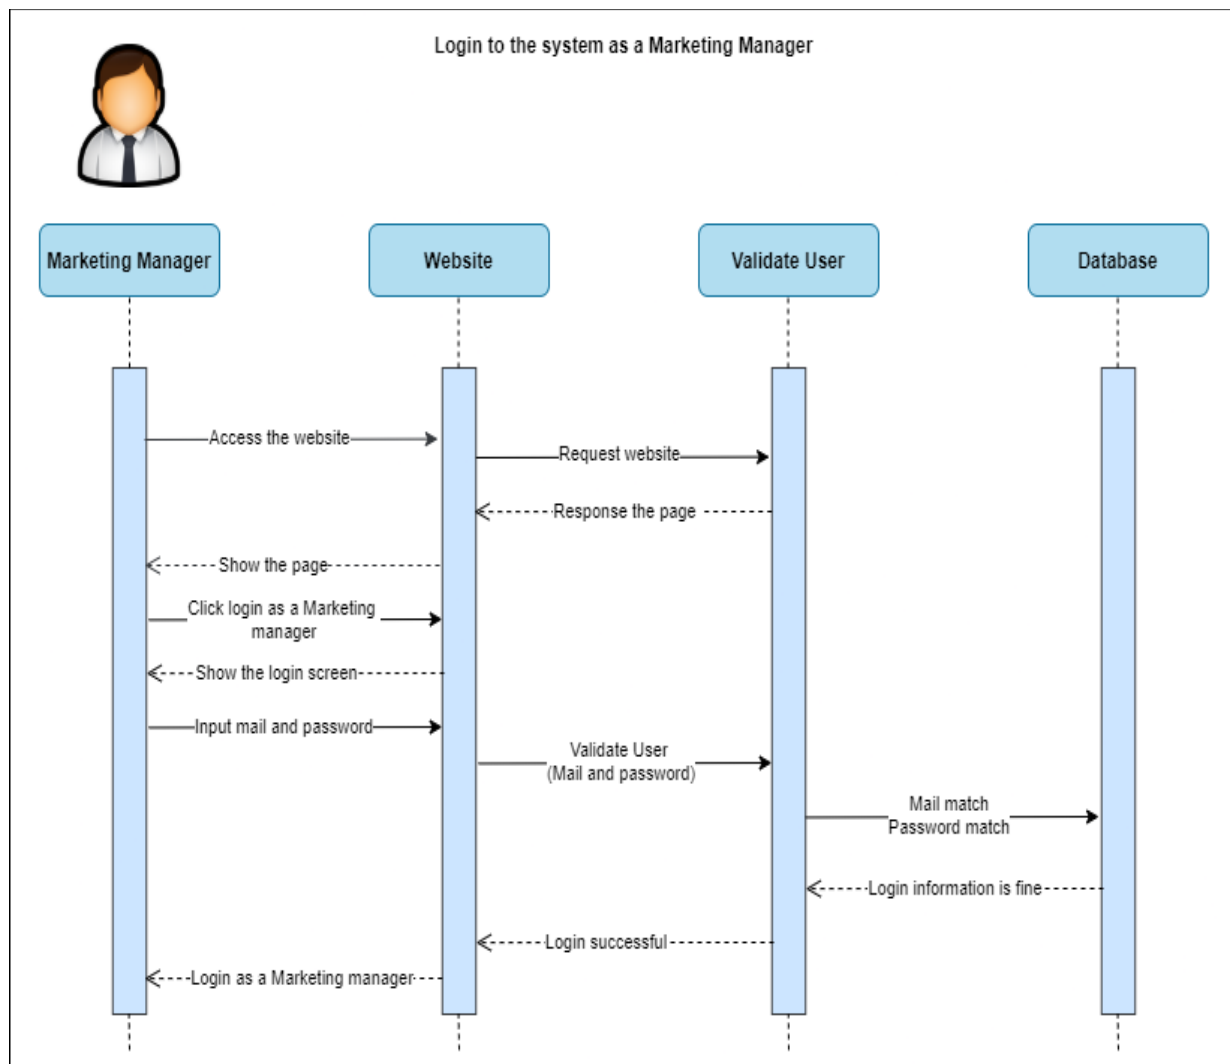 Login to the system as a Marketing Manager
Marketing Manager
Website
Validate User
Database
Access the website
Request website
Response the page
Show the page
Click login as a Marketing
manager
Show the login screen
Input mail and password
Validate User
(Mail and password)
Mail match
Password match
Login information is fine
Login successful
Login as a Marketing manager